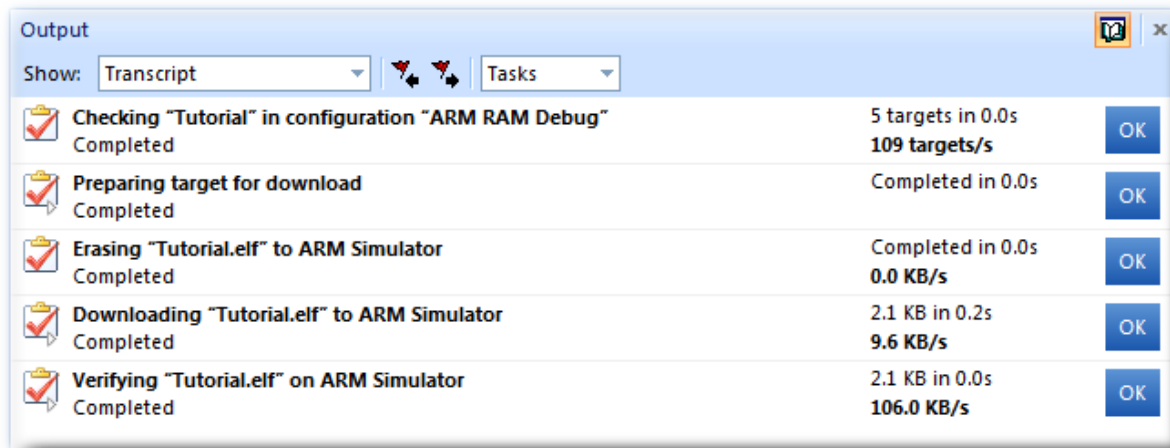 Output
Show: Transcript Tasks
Checking “Tutorial” in configuration “ARM RAM Debug” 5 targets in 0.0s OK
Completed 109 targets/s
Preparing target for download Completed in 0.0s OK
Completed
Erasing “Tutorial.elf” to ARM Simulator Completed in 0.0s OK
Completed 0.0 KB/s
Downloading “Tutorial.elf” to ARM Simulator 2.1 KB in 0.2s OK
Completed 9.6 KB/s
Verifying “Tutorial.elf” on ARM Simulator 2.1 KB in 0.0s OK
Completed 106.0 KB/s